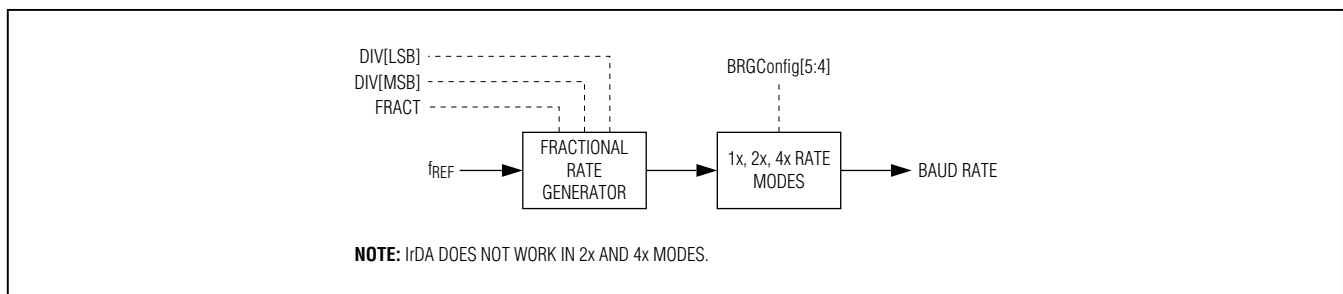 DIV[LSB]
DIV[MSB]
FRACT
BRGConfig[5:4]
fREF
FRACTIONAL
RATE
GENERATOR
1x, 2x, 4x RATE
MODES
BAUD RATE
NOTE: IrDA DOES NOT WORK IN 2x AND 4x MODES.